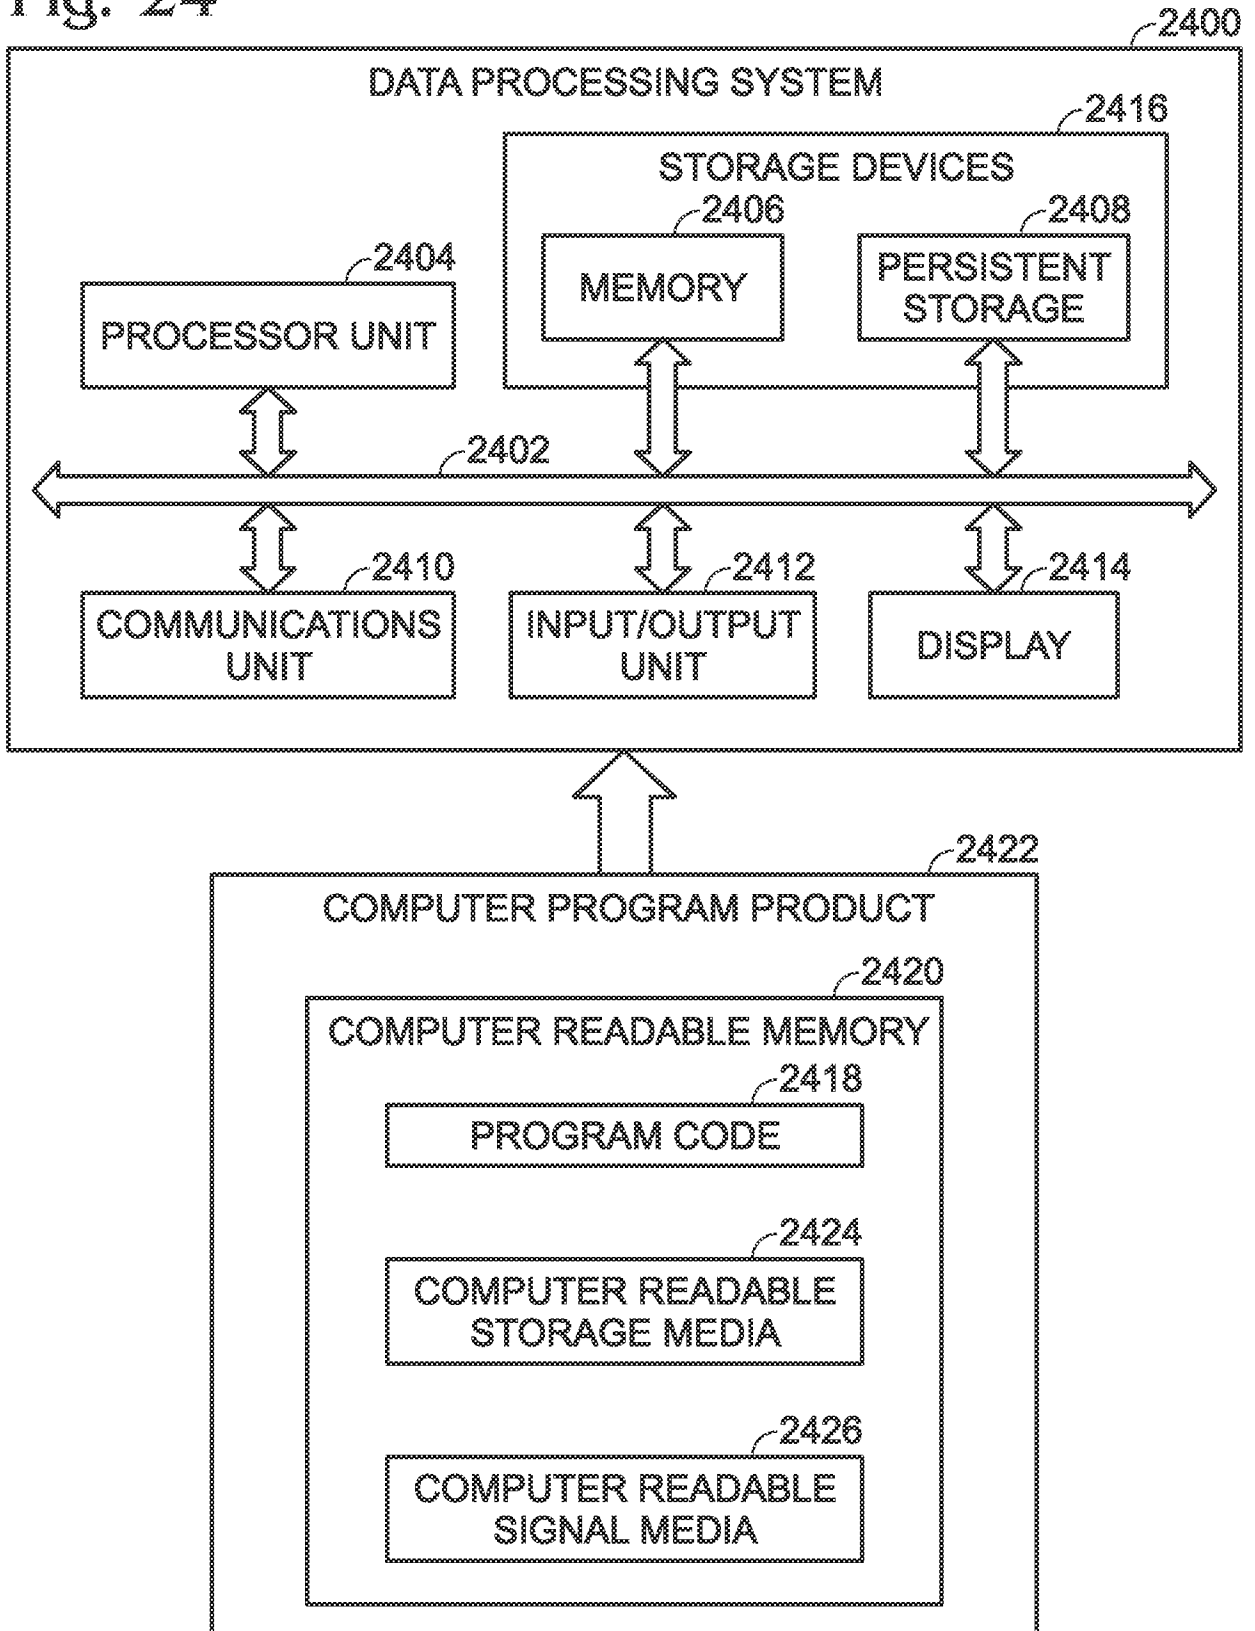 Fig. 24
2400
DATA PROCESSING SYSTEM
2416
STORAGE DEVICES
2406
2408
2404
MEMORY
PERSISTENT
STORAGE
PROCESSOR UNIT
2402
2410
2412
2414
COMMUNICATIONS
UNIT
INPUT/OUTPUT
UNIT
DISPLAY
2422
COMPUTER PROGRAM PRODUCT
2420
COMPUTER READABLE MEMORY
2418
PROGRAM CODE
2424
COMPUTER READABLE
STORAGE MEDIA
2426
COMPUTER READABLE
SIGNAL MEDIA